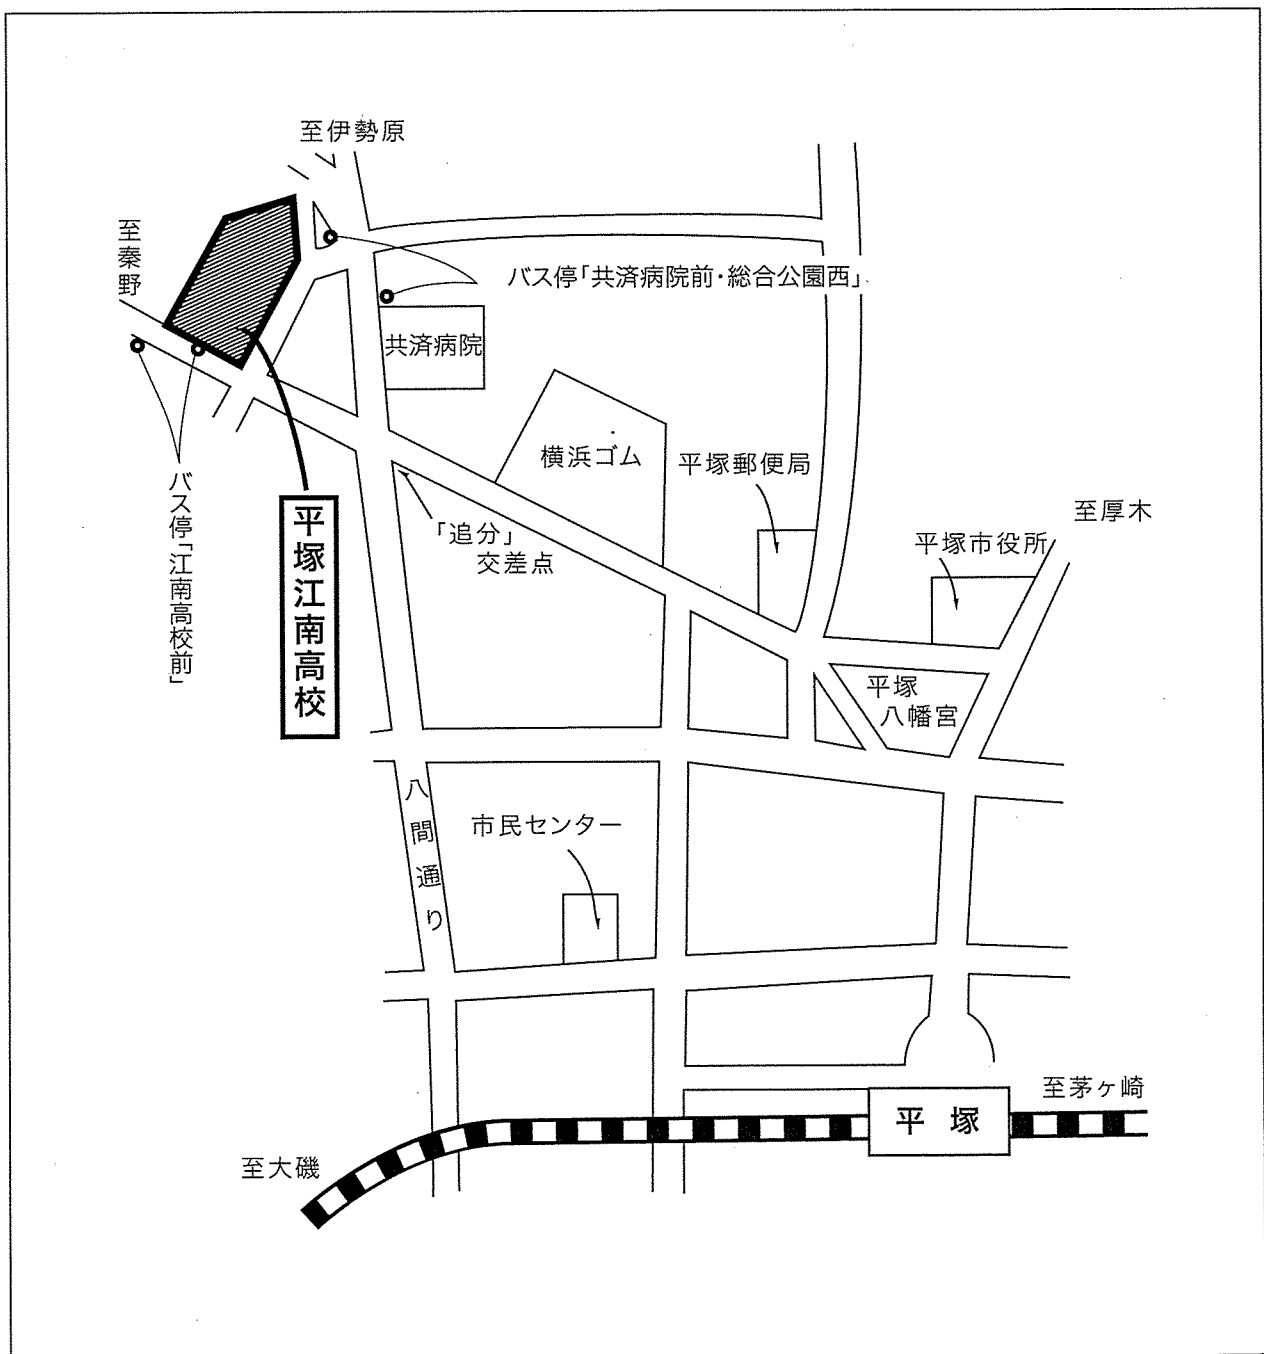 至伊勢原
至秦野
バス停「共済病院前・総合公園西」
共済病院
横浜ゴム
平塚郵便局
至厚木
平塚市役所
「追分」
交差点
バス停「江南高校前」
平塚江南高校
平塚
八幡宮
八間通り
市民センター
至茅ヶ崎
平塚
至大磯